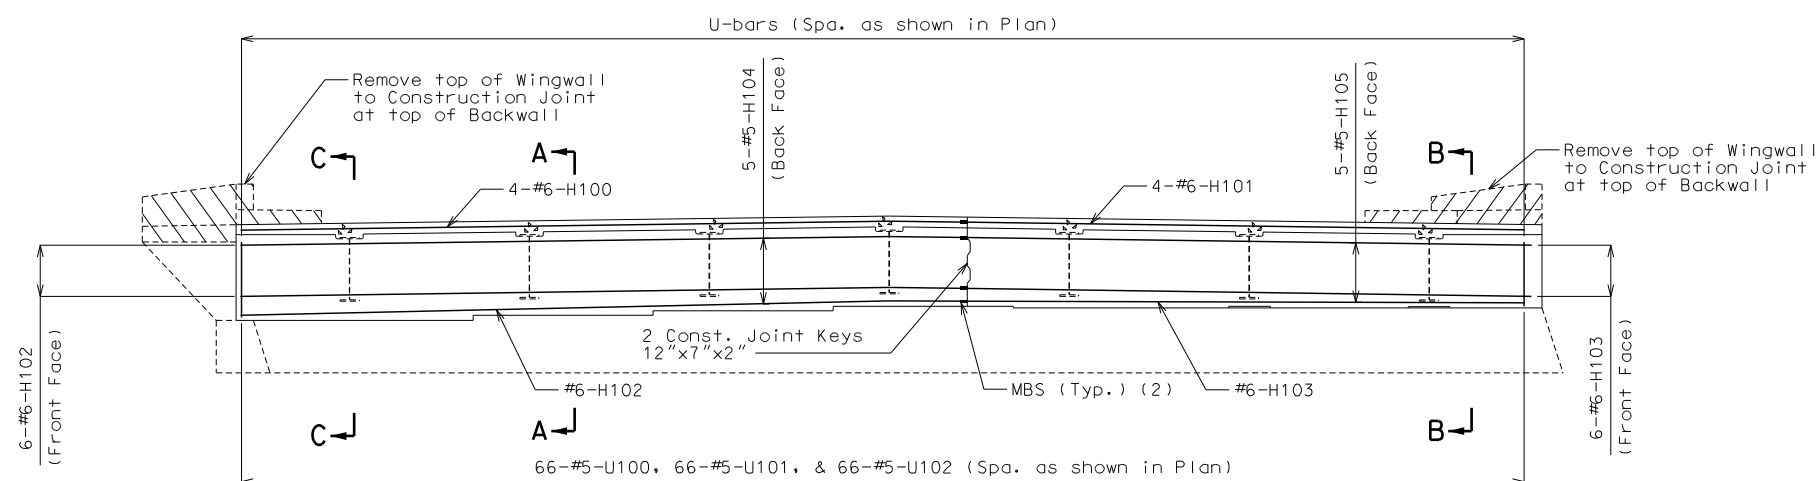 U-bars (Spa. as shown in Plan)
Remove top of Wingwall
to Construction Joint
at top of Backwall
5-#5-H104
(Back Face)
5-#5-H105
(Back Face)
Remove top of Wingwall
to Construction Joint
at top of Backwall
C
A
B
4-#6-H100
4-#6-H101
6-#6-H102
(Front Face)
2 Const. Joint Keys
12"x7"x2"
6-#6-H103
(Front Face)
#6-H102
MBS (Typ.) (2)
#6-H103
C
A
B
66-#5-U100, 66-#5-U101, & 66-#5-U102 (Spa. as shown in Plan)